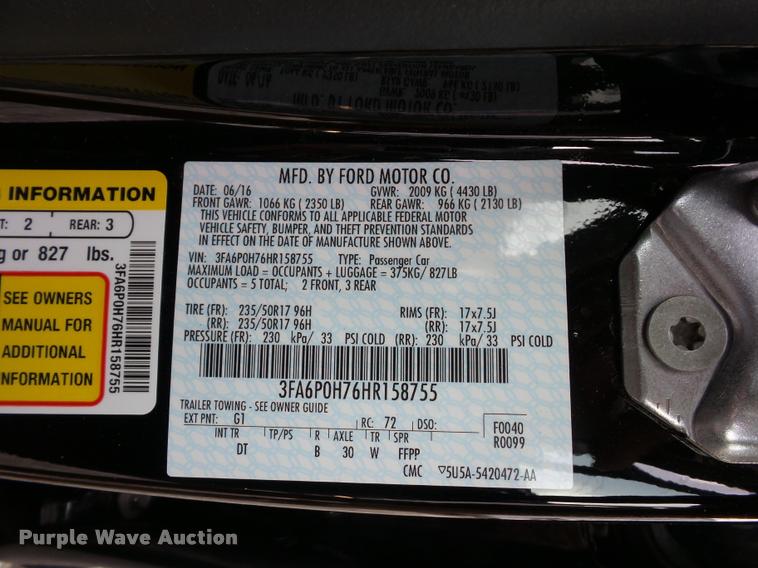 INFORMATION
2 REAR: 3
or 827 lbs.
3FA6P0H76HR158755
SEE OWNERS
MANUAL FOR
ADDITIONAL
INFORMATION
MFD. BY FORD MOTOR CO.
DATE: 06/16 GVWR: 2009 KG ( 4430 LB)
FRONT GAWR: 1066 KG ( 2350 LB) REAR GAWR: 966 KG ( 2130 LB)
THIS VEHICLE CONFORMS TO ALL APPLICABLE FEDERAL MOTOR
VEHICLE SAFETY, BUMPER, AND THEFT PREVENTION STANDARDS
IN EFFECT ON THE DATE OF MANUFACTURE SHOWN ABOVE.
VIN: 3FA6P0H76HR158755 TYPE: Passenger Car
MAXIMUM LOAD = OCCUPANTS + LUGGAGE = 375KG/827LB
OCCUPANTS = 5 TOTAL; 2 FRONT, 3 REAR
TIRE (FR): 235/50R17 96H RIMS (FR): 17x7.5J
(RR): 235/50R17 96H (RR): 17x7.5J
PRESSURE (FR): 230 kPa/ 33 PSI COLD (RR): 230 kPa/ 33 PSI COLD
3FA6P0H76HR158755
TRAILER TOWING - SEE OWNER GUIDE
EXT PNT: G1 RC: 72 DSO: F0040
R0099
INT TR TP/PS R AXLE TR SPR
DT B 30 W FFPP
CMC ▽5U5A-5420472-AA
Purple Wave Auction